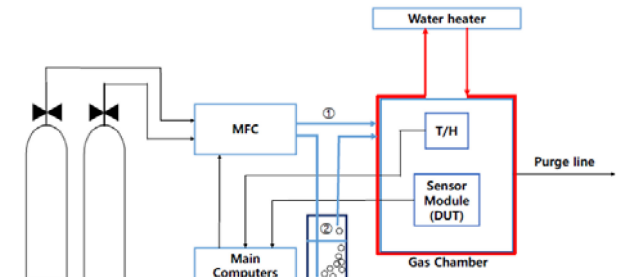 Water heater
①
MFC
T/H
Purge line
Sensor
Module
(DUT)
②
Main
Computers
Gas Chamber